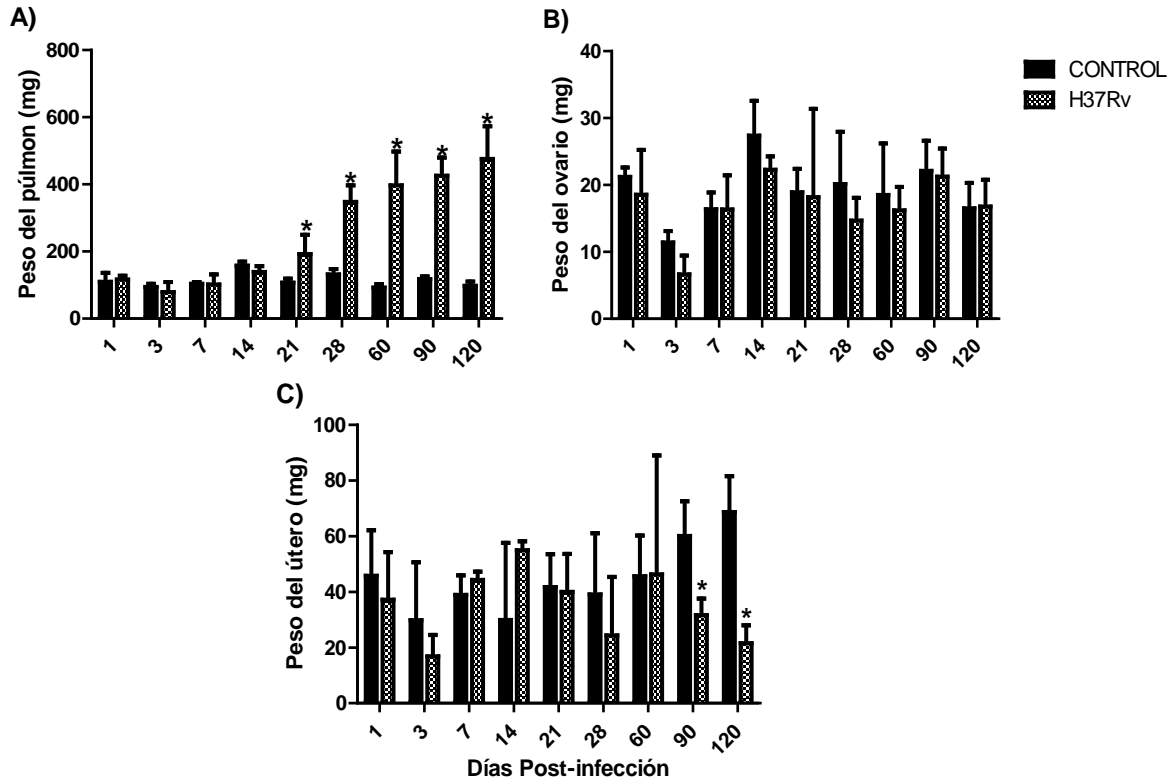 A)
Peso del púlmon (mg)
800
600
400
200
0
* * * * *
1 3 7 14 21 28 60 90 120
B)
Peso del ovario (mg)
40
30
20
10
0
1 3 7 14 21 28 60 90 120
CONTROL
H37Rv
C)
Peso del útero (mg)
100
80
60
40
20
0
* *
1 3 7 14 21 28 60 90 120
Días Post-infección